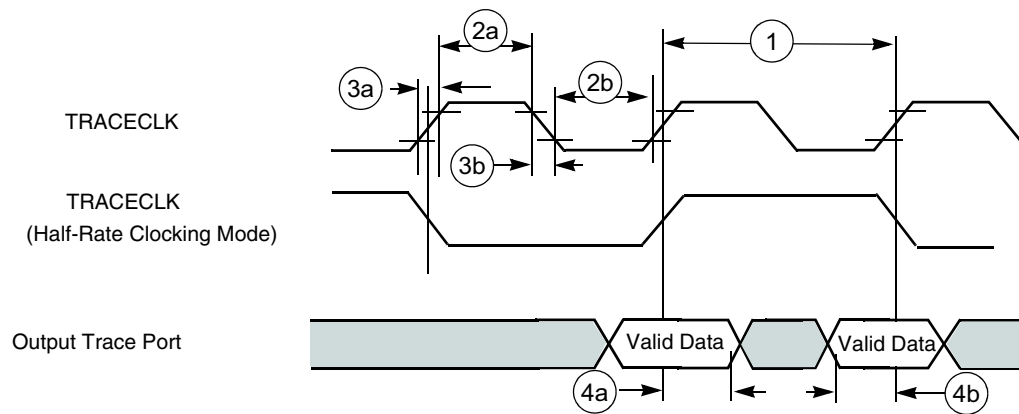 2a
1
3a
2b
TRACECLK
3b
TRACECLK
(Half-Rate Clocking Mode)
Output Trace Port
Valid Data
Valid Data
4a
4b